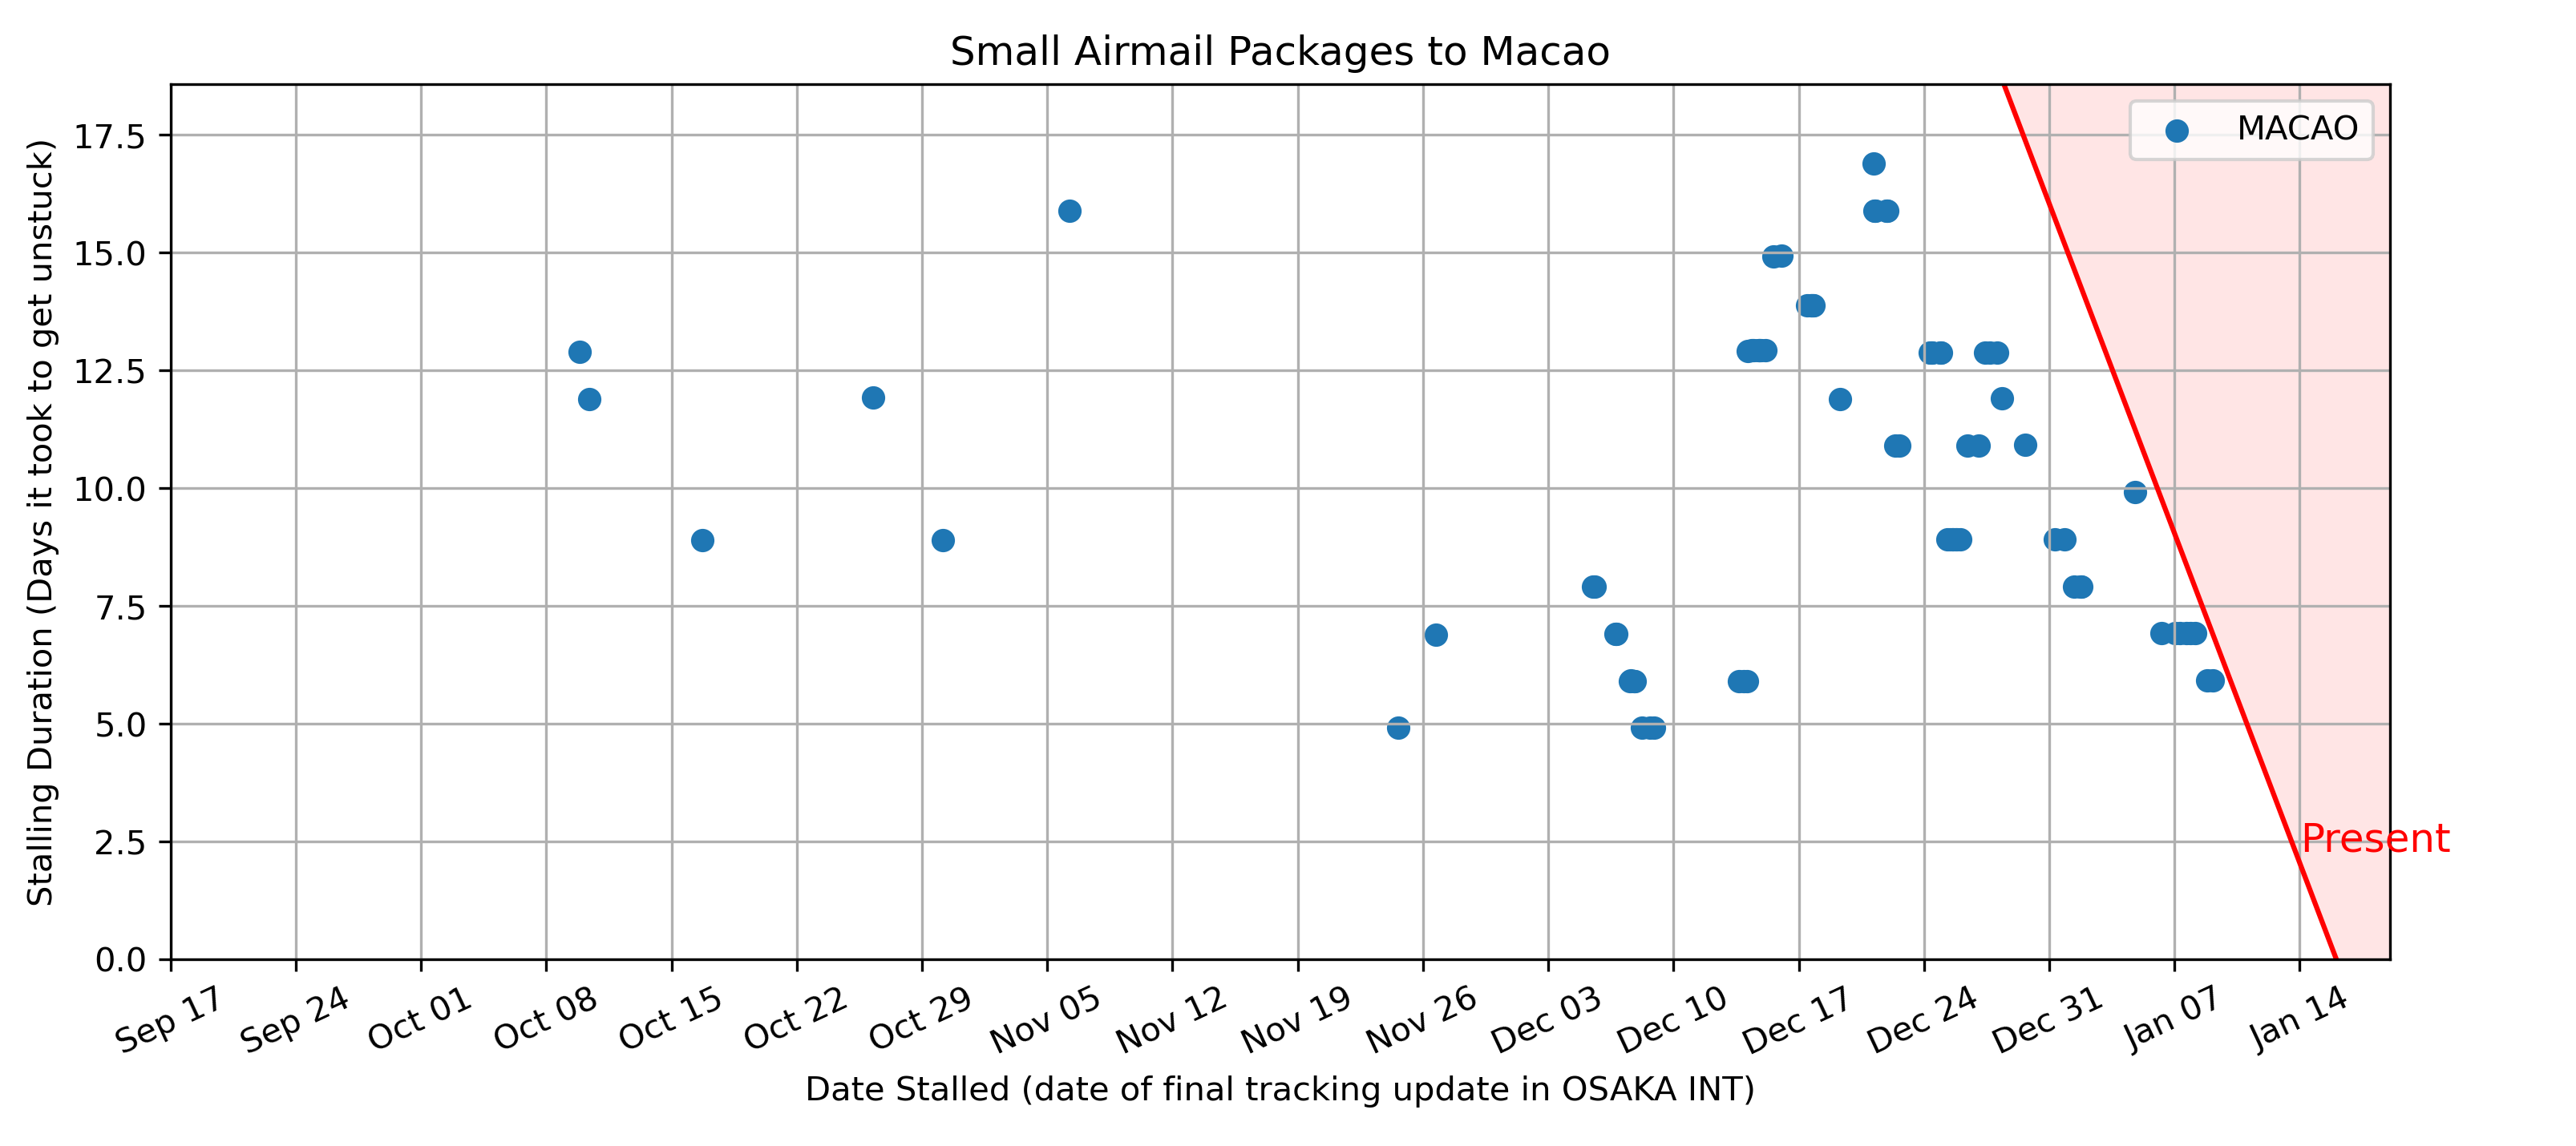 Small Airmail Packages to Macao
MACAO
Stalling Duration (Days it took to get unstuck)
17.5
15.0
12.5
10.0
7.5
5.0
2.5
0.0
Present
Sep 17
Sep 24
Oct 01
Oct 08
Oct 15
Oct 22
Oct 29
Nov 05
Nov 12
Nov 19
Nov 26
Dec 03
Dec 10
Dec 17
Dec 24
Dec 31
Jan 07
Jan 14
Date Stalled (date of final tracking update in OSAKA INT)